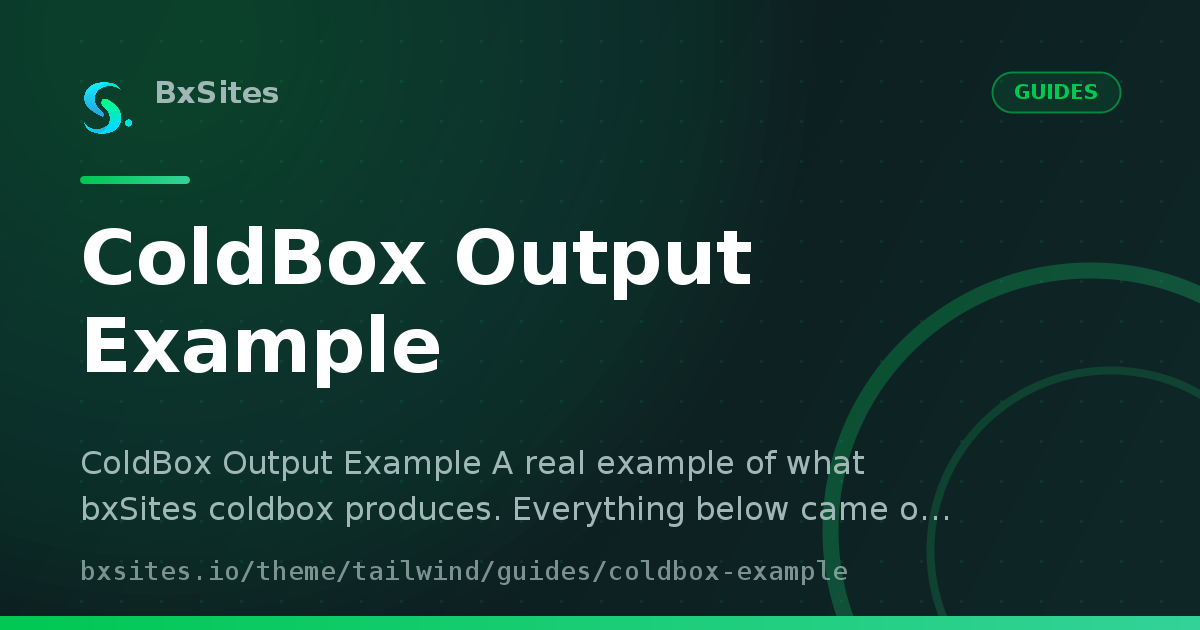 BxSites
GUIDES
ColdBox Output
Example
ColdBox Output Example A real example of what
bxSites coldbox produces. Everything below came o…
bxsites.io/theme/tailwind/guides/coldbox-example